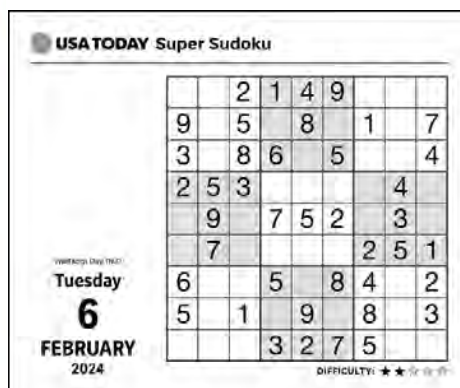 USA TODAY Super Sudoku
2 1 4 9
9 5 8 1 7
3 8 6 5 4
2 5 3 4
9 7 5 2 3
7 2 5 1
6 5 8 4 2
5 1 9 8 3
3 2 7 5
Tuesday
6
FEBRUARY
2024
DIFFICULTY: ★★☆☆☆